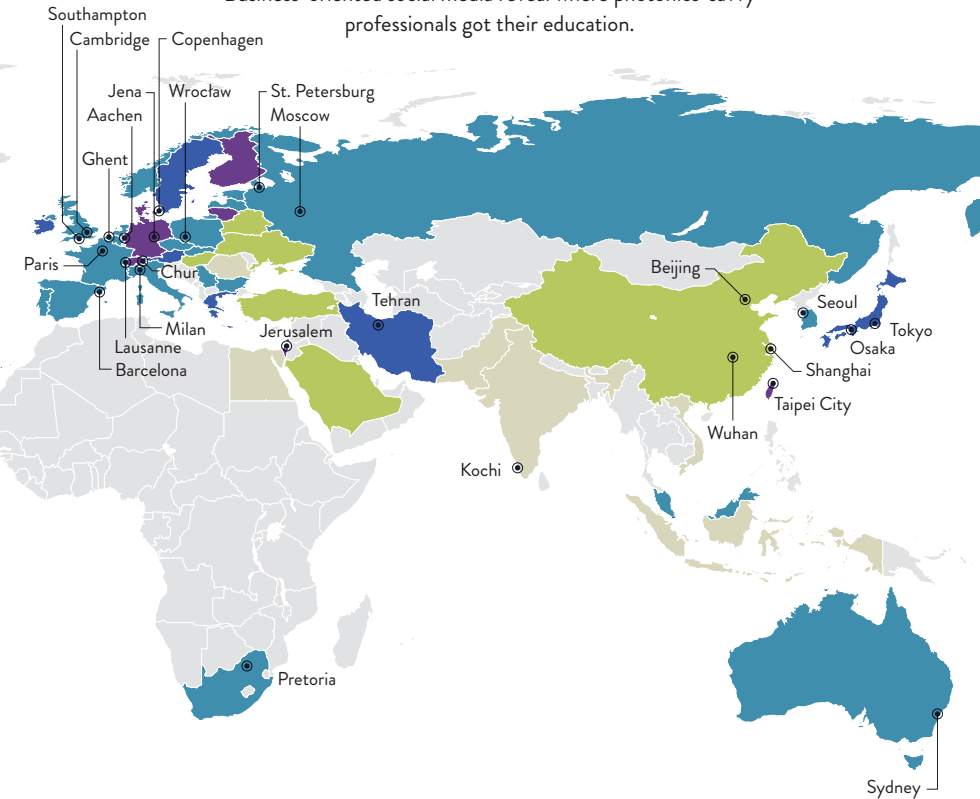 professionals got their education.
Southampton
Cambridge
Copenhagen
Jena
Wrocław
St. Petersburg
Aachen
Moscow
Ghent
Paris
Chur
Beijing
Tehran
Seoul
Milan
Jerusalem
Tokyo
Lausanne
Osaka
Barcelona
Shanghai
Taipei City
Wuhan
Kochi
Pretoria
Sydney